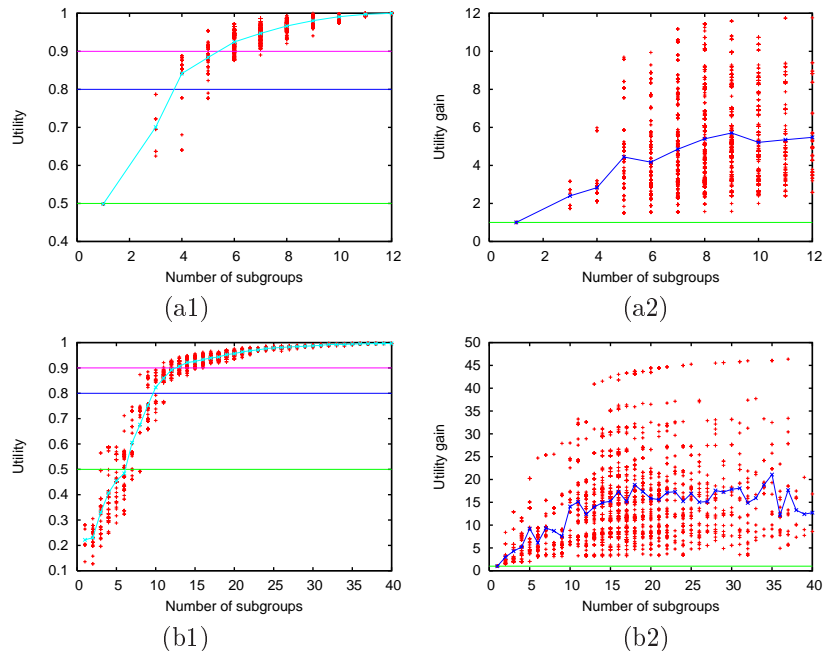 1
0.9
0.8
0.7
0.6
0.5
0.4
Utility
0 2 4 6 8 10 12
Number of subgroups
(a1)
12
10
8
6
4
2
0
Utility gain
0 2 4 6 8 10 12
Number of subgroups
(a2)
1
0.9
0.8
0.7
0.6
0.5
0.4
0.3
0.2
0.1
Utility
0 5 10 15 20 25 30 35 40
Number of subgroups
(b1)
50
45
40
35
30
25
20
15
10
5
0
Utility gain
0 5 10 15 20 25 30 35 40
Number of subgroups
(b2)